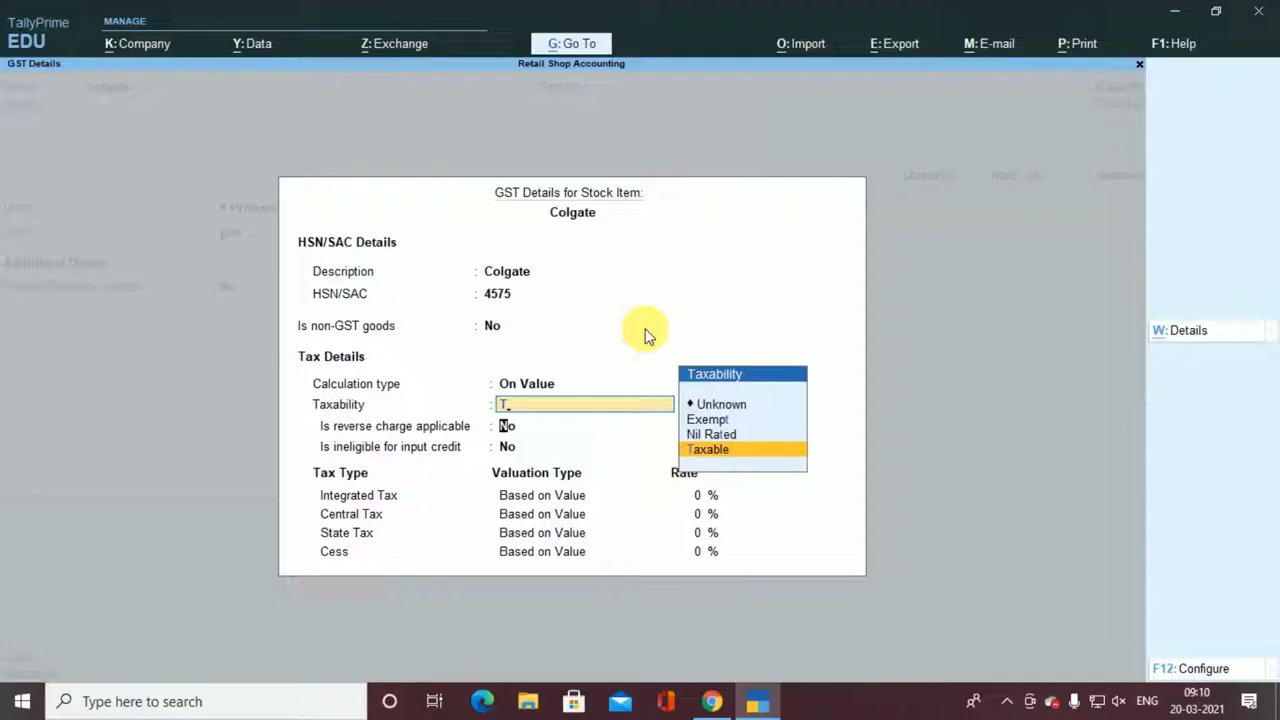 TallyPrime
EDU
MANAGE
K: Company
Y: Data
Z: Exchange
G: Go To
O: Import
E: Export
M: E-mail
P: Print
F1: Help
GST Details
Retail Shop Accounting
×
GST Details for Stock Item:
Colgate
HSN/SAC Details
Description : Colgate
HSN/SAC : 4575
Is non-GST goods : No
Tax Details
Calculation type : On Value
Taxability : T
Is reverse charge applicable : No
Is ineligible for input credit : No
Tax Type Valuation Type Rate
Integrated Tax Based on Value 0 %
Central Tax Based on Value 0 %
State Tax Based on Value 0 %
Cess Based on Value 0 %
Taxability
♦ Unknown
Exempt
Nil Rated
Taxable
W: Details
F12: Configure
Type here to search
ENG
09:10
20-03-2021